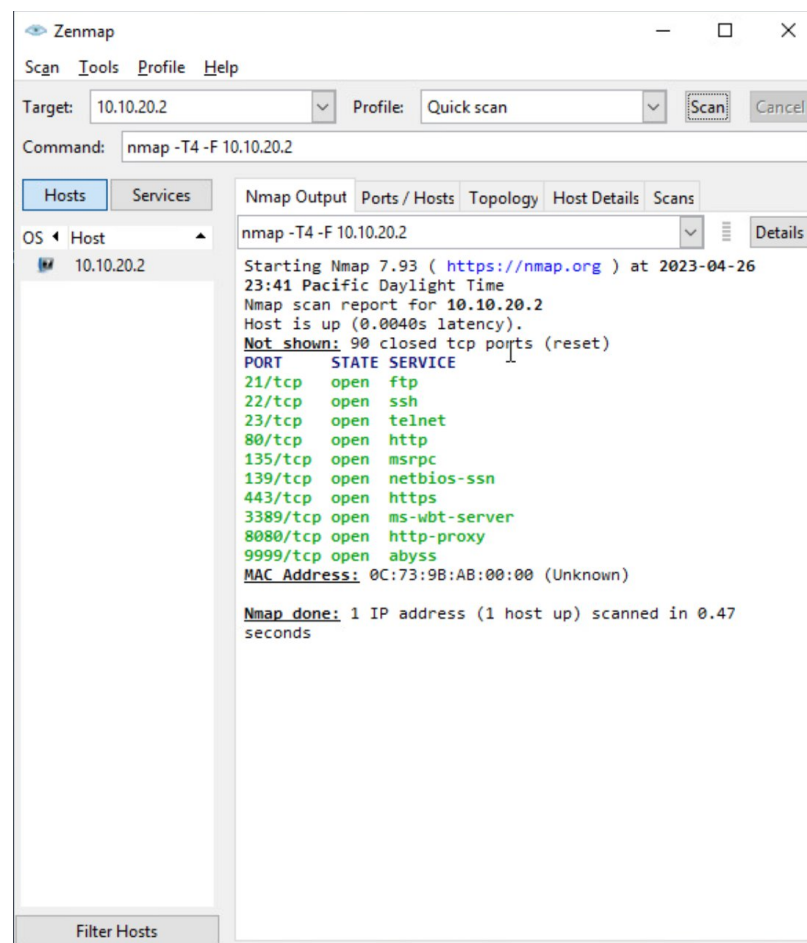 Zenmap
Scan Tools Profile Help
Target: 10.10.20.2 Profile: Quick scan Scan Cancel
Command: nmap -T4 -F 10.10.20.2
Hosts Services
OS Host
10.10.20.2
Filter Hosts
Nmap Output Ports / Hosts Topology Host Details Scans
nmap -T4 -F 10.10.20.2 Details
Starting Nmap 7.93 ( https://nmap.org ) at 2023-04-26
23:41 Pacific Daylight Time
Nmap scan report for 10.10.20.2
Host is up (0.0040s latency).
Not shown: 90 closed tcp ports (reset)
PORT STATE SERVICE
21/tcp open ftp
22/tcp open ssh
23/tcp open telnet
80/tcp open http
135/tcp open msrpc
139/tcp open netbios-ssn
443/tcp open https
3389/tcp open ms-wbt-server
8080/tcp open http-proxy
9999/tcp open abyss
MAC Address: 0C:73:9B:AB:00:00 (Unknown)
Nmap done: 1 IP address (1 host up) scanned in 0.47
seconds